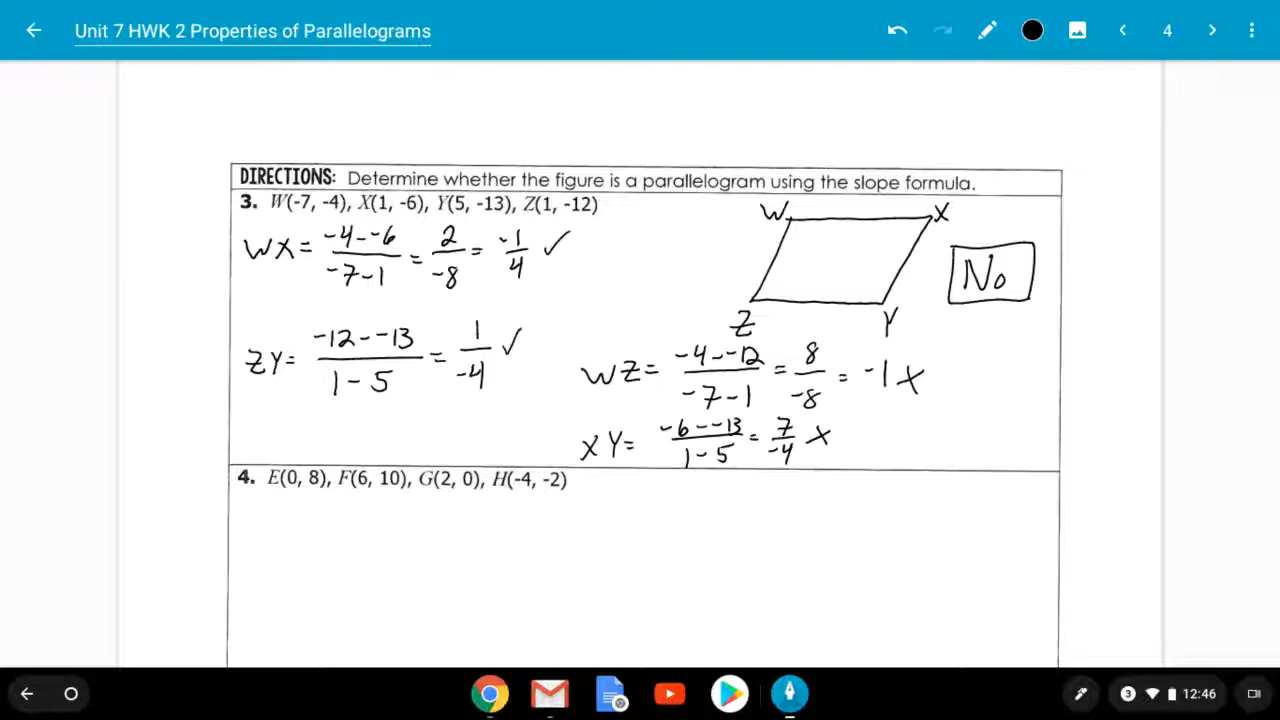 Unit 7 HWK 2 Properties of Parallelograms
4
DIRECTIONS: Determine whether the figure is a parallelogram using the slope formula.
3. W(-7, -4), X(1, -6), Y(5, -13), Z(1, -12)
WX = (-4--6)/(-7-1) = 2/-8 = -1/4 ✓
W X
Z Y
No
ZY = (-12--13)/(1-5) = 1/-4 ✓
WZ = (-4--12)/(-7-1) = 8/-8 = -1 X
XY = (-6--13)/(1-5) = 7/-4 X
4. E(0, 8), F(6, 10), G(2, 0), H(-4, -2)
3 12:46